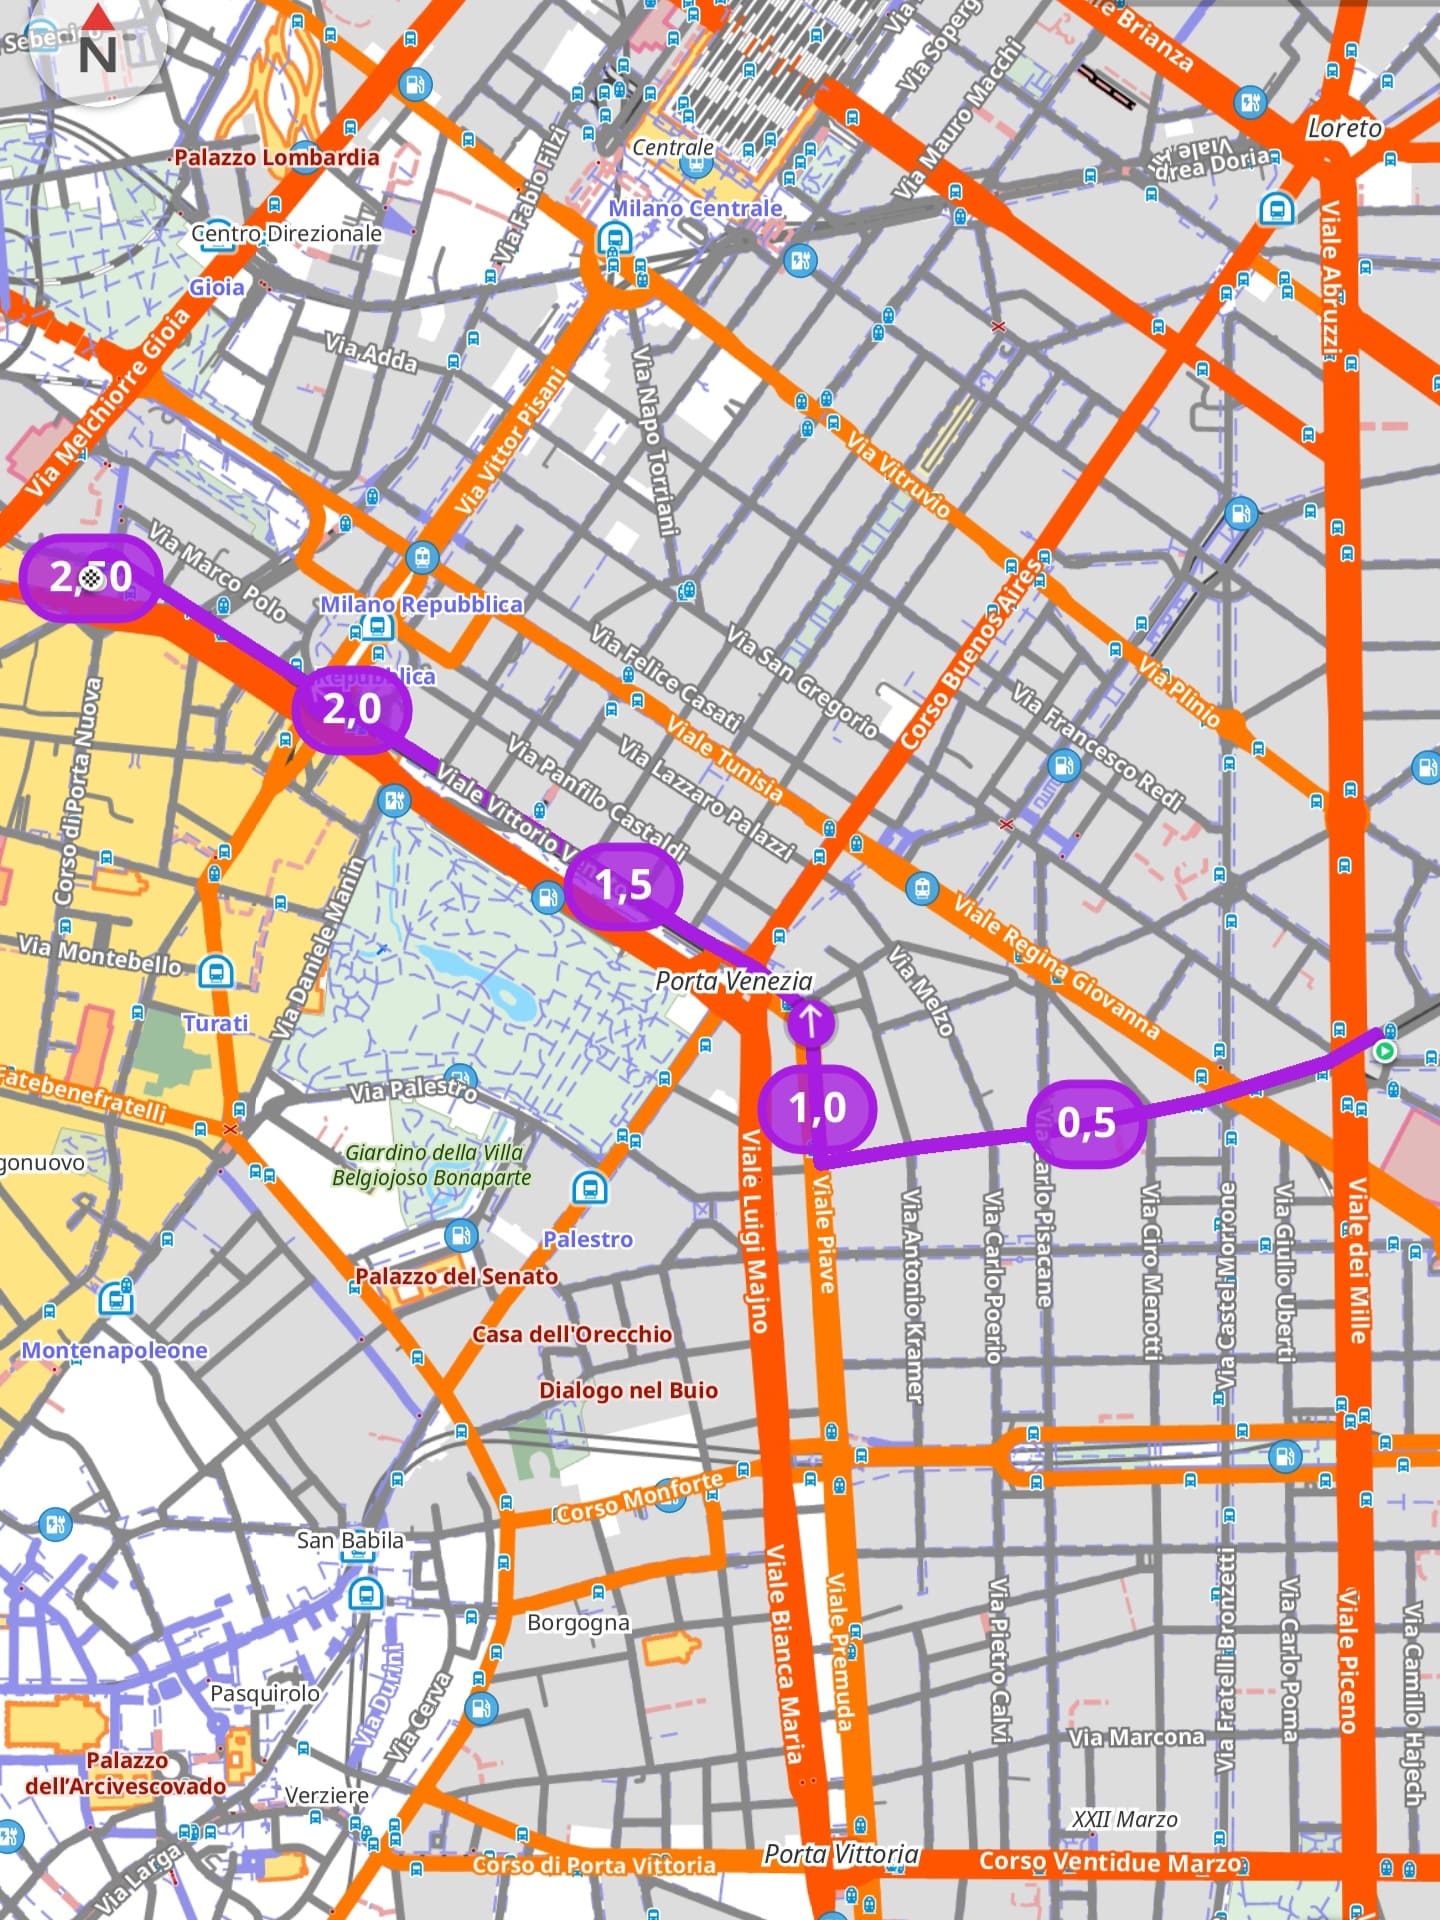 N
Viale Brianza
Via Mauro Macchi
Loreto
Centrale
Via Fabio Filzi
Palazzo Lombardia
Milano Centrale
Centro Direzionale
Gioia
Viale Abruzzi
Via Adda
Via Melchiorre Gioia
Via Vittor Pisani
Via Napo Torriani
Via Vitruvio
Via Marco Polo
2,50
Milano Repubblica
Repubblica
2,0
Via Felice Casati
Via San Gregorio
Corso Buenos Aires
Via Plinio
Via Francesco Redi
Corso di Porta Nuova
Viale Tunisia
Via Panfilo Castaldi
Via Lazzaro Palazzi
Viale Vittorio
1,5
Via Daniele Manin
Via Montebello
Viale Regina Giovanna
Via Melzo
Porta Venezia
Turati
Fatebenefratelli
Via Palestro
1,0
0,5
Giardino della Villa
Belgiojoso Bonaparte
gonuovo
Palestro
Viale Luigi Majno
Viale Piave
Via Antonio Kramer
Via Carlo Poerio
Carlo Pisacane
Via Ciro Menotti
Via Castel Morrone
Via Giulio Uberti
Viale dei Mille
Palazzo del Senato
Casa dell'Orecchio
Montenapoleone
Dialogo nel Buio
Corso Monforte
San Babila
Borgogna
Viale Bianca Maria
Viale Premuda
Via Pietro Calvi
Via Fratelli Bronzetti
Via Carlo Poma
Viale Piceno
Via Camillo Hajech
Pasquirolo
Via Durini
Via Cerva
Via Marcona
Palazzo
dell'Arcivescovado
Verziere
XXII Marzo
Via Larga
Porta Vittoria
Corso di Porta Vittoria
Corso Ventidue Marzo